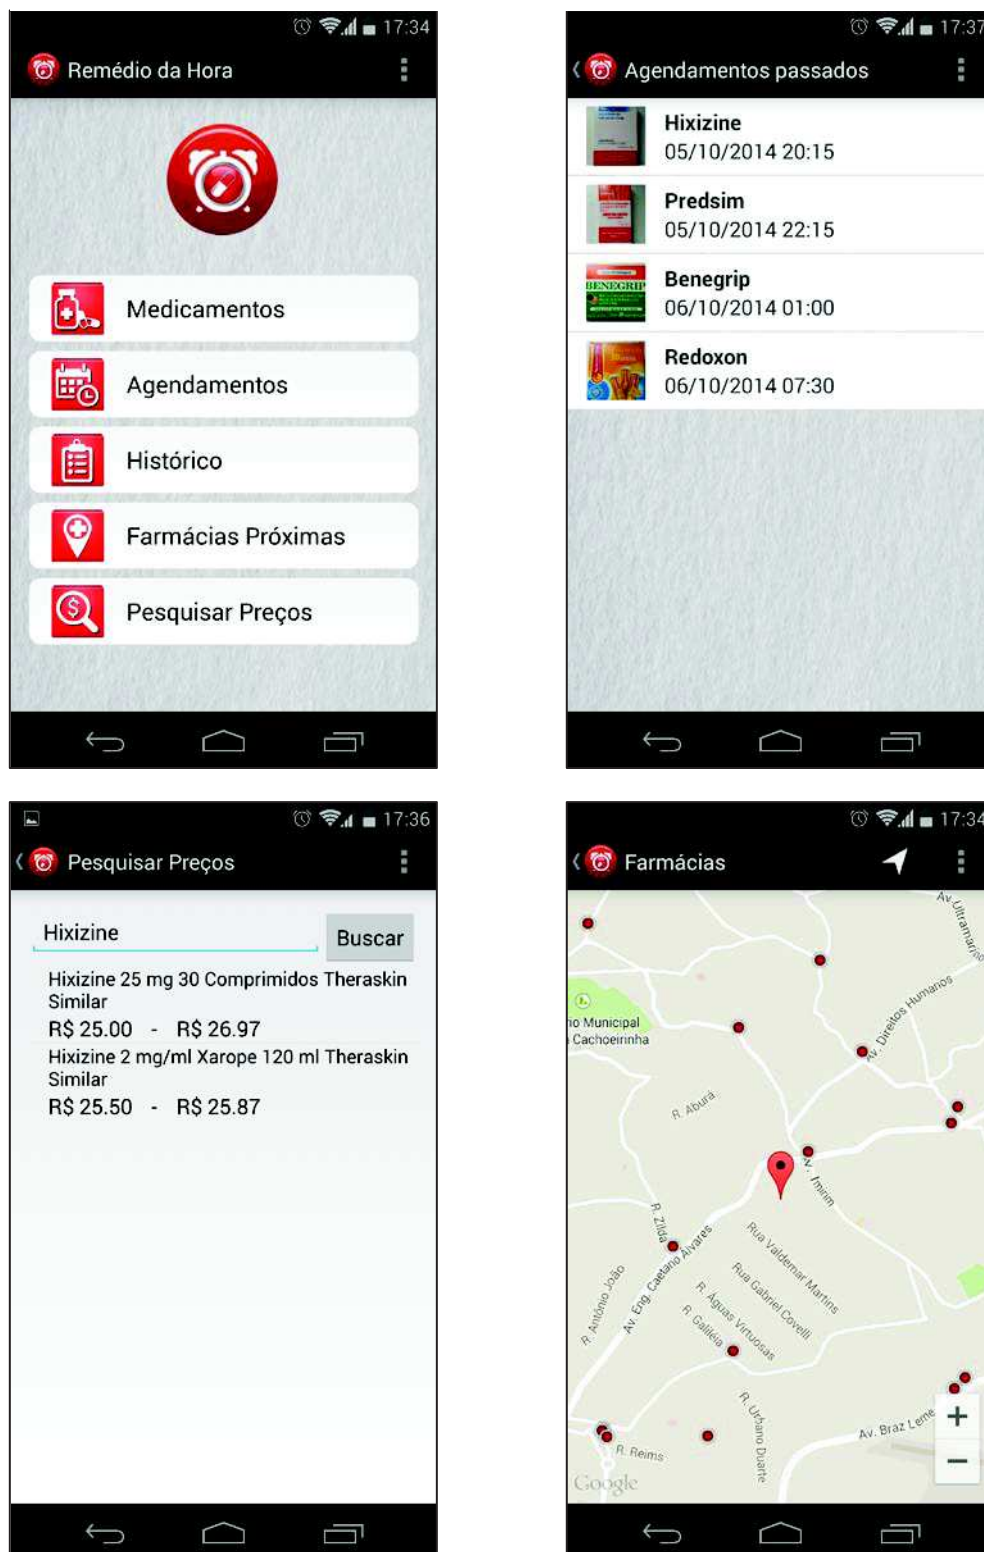 17:34
Remédio da Hora
Medicamentos
Agendamentos
Histórico
Farmácias Próximas
Pesquisar Preços
17:37
Agendamentos passados
Hixizine
05/10/2014 20:15
Predsim
05/10/2014 22:15
BENEGRIP
Benegrip
06/10/2014 01:00
Redoxon
06/10/2014 07:30
17:36
Pesquisar Preços
Hixizine
Buscar
Hixizine 25 mg 30 Comprimidos Theraskin
Similar
R$ 25.00 - R$ 26.97
Hixizine 2 mg/ml Xarope 120 ml Theraskin
Similar
R$ 25.50 - R$ 25.87
17:34
Farmácias
Av. Ultramarino
Av. Direitos Humanos
io Municipal
Cachoeirinha
R. Aburá
Av. Imirim
R. Zilda
Av. Eng. Caetano Álvares
Rua Valdemar Martins
Rua Gabriel Covelli
R. Águas Virtuosas
R. Galiléia
R. Antônio João
R. Urbano Duarte
Av. Braz Leme
R. Reims
Google
+
−